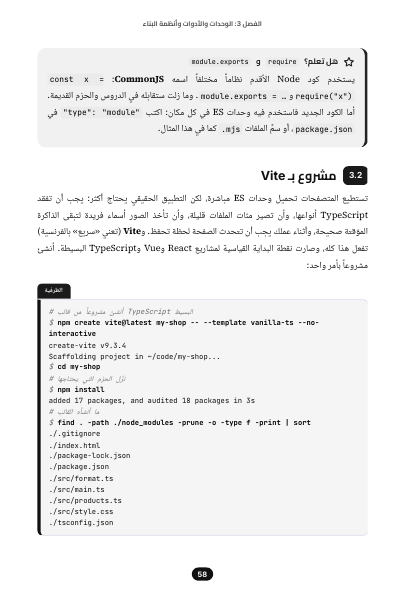 الفصل 3: الوحدات والأدوات وأنظمة البناء
هل تعلم؟ require و module.exports
يستخدم كود Node الأقدم نظاماً مختلفاً اسمه CommonJS: const x =
require("x") و module.exports = … . وما زلت ستقابله في الدروس والحزم القديمة.
أما الكود الجديد فاستخدم فيه وحدات ES في كل مكان: اكتب "type": "module" في
package.json، أو سمِّ الملفات .mjs كما في هذا المثال.
3.2 مشروع بـ Vite
تستطيع المتصفحات تحميل وحدات ES مباشرة، لكن التطبيق الحقيقي يحتاج أكثر: يجب أن تفقد
TypeScript أنواعها، وأن تصير مئات الملفات قليلة، وأن تأخذ الصور أسماء فريدة لتبقى الذاكرة
المؤقتة صحيحة، وأثناء عملك يجب أن تتحدث الصفحة لحظة تحفظ. وVite (تعني «سريع» بالفرنسية)
تفعل هذا كله، وصارت نقطة البداية القياسية لمشاريع React وVue وTypeScript البسيطة. أنشئ
مشروعاً بأمر واحد:
الطرفية
# أنشئ مشروعاً من قالب TypeScript البسيط
$ npm create vite@latest my-shop -- --template vanilla-ts --no-
interactive
create-vite v9.3.4
Scaffolding project in ~/code/my-shop...
$ cd my-shop
# نزّل الحزم التي يحتاجها
$ npm install
added 17 packages, and audited 18 packages in 3s
# ما أنشأه القالب
$ find . -path ./node_modules -prune -o -type f -print | sort
./.gitignore
./index.html
./package-lock.json
./package.json
./src/format.ts
./src/main.ts
./src/products.ts
./src/style.css
./tsconfig.json
58